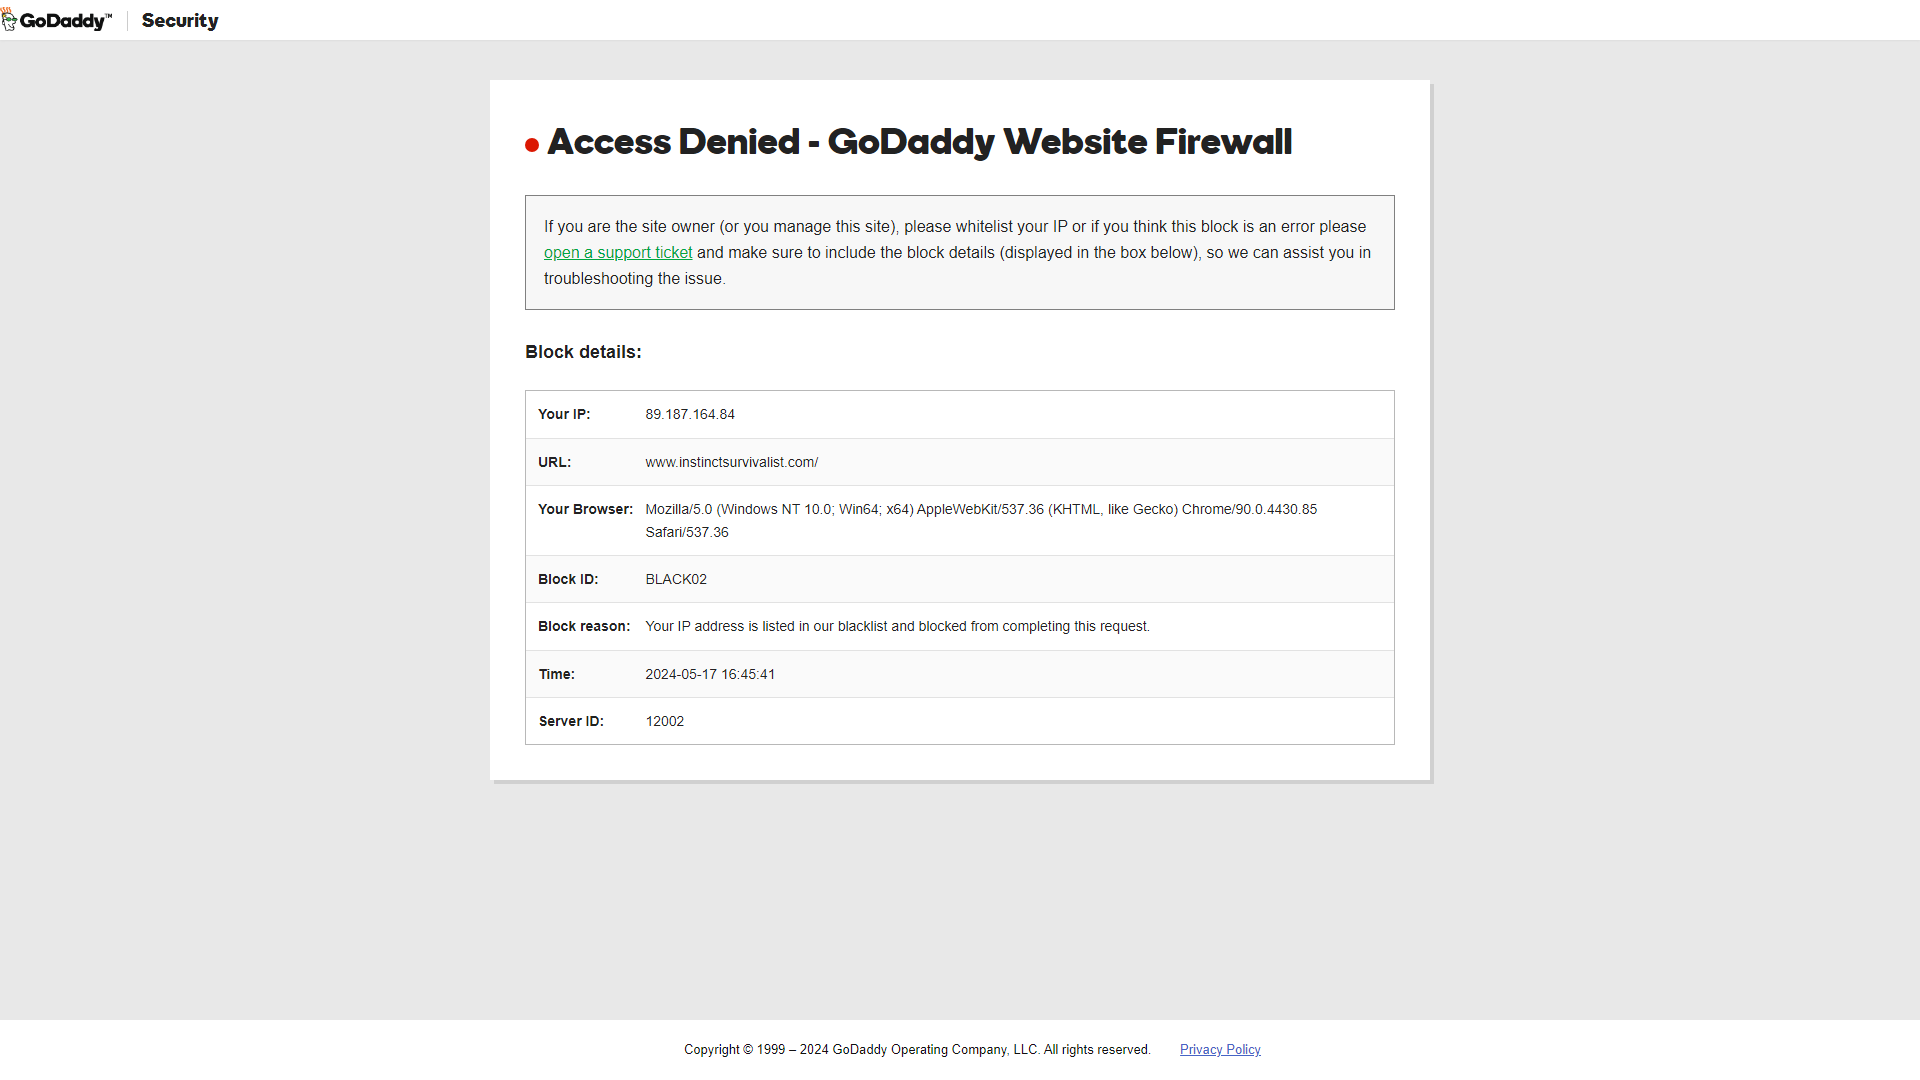 GoDaddy™ Security
Access Denied - GoDaddy Website Firewall
If you are the site owner (or you manage this site), please whitelist your IP or if you think this block is an error please
open a support ticket and make sure to include the block details (displayed in the box below), so we can assist you in
troubleshooting the issue.
Block details:
Your IP: 89.187.164.84
URL: www.instinctsurvivalist.com/
Your Browser: Mozilla/5.0 (Windows NT 10.0; Win64; x64) AppleWebKit/537.36 (KHTML, like Gecko) Chrome/90.0.4430.85
Safari/537.36
Block ID: BLACK02
Block reason: Your IP address is listed in our blacklist and blocked from completing this request.
Time: 2024-05-17 16:45:41
Server ID: 12002
Copyright © 1999 – 2024 GoDaddy Operating Company, LLC. All rights reserved. Privacy Policy